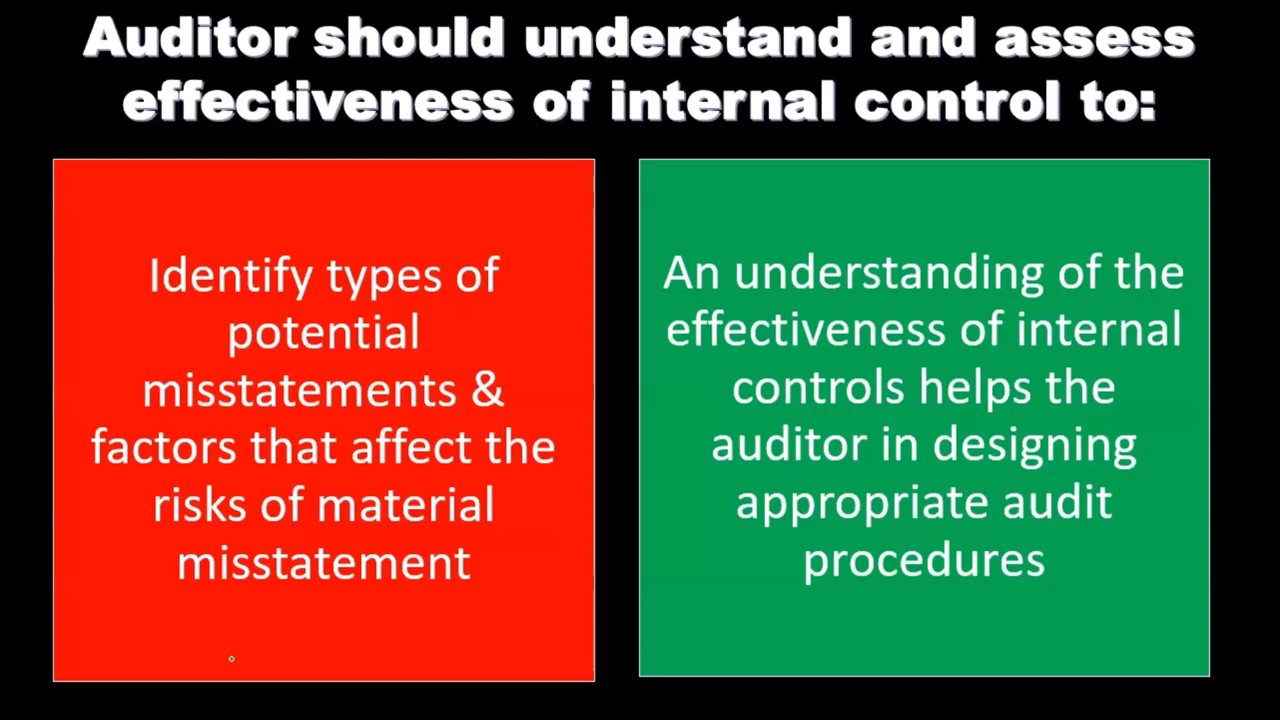 Auditor should understand and assess
effectiveness of internal control to:
Identify types of
potential
misstatements &
factors that affect the
risks of material
misstatement
An understanding of the
effectiveness of internal
controls helps the
auditor in designing
appropriate audit
procedures